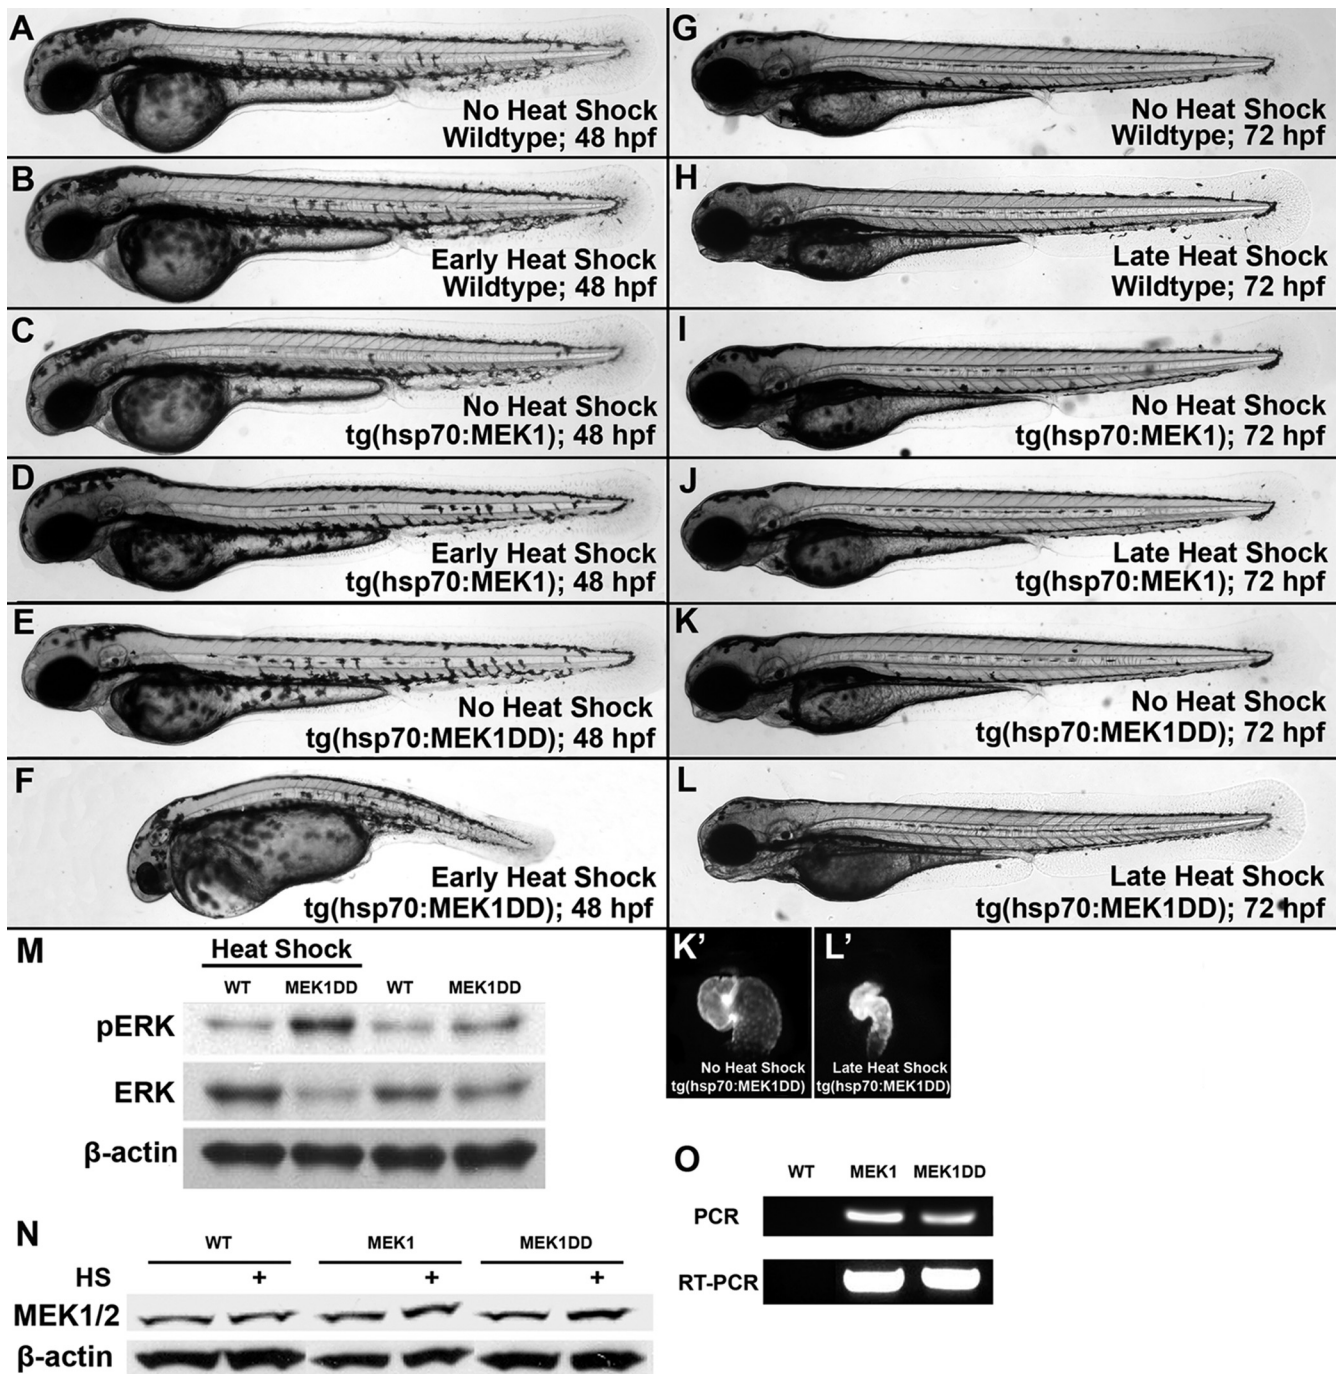 A
No Heat Shock
Wildtype; 48 hpf
B
Early Heat Shock
Wildtype; 48 hpf
C
No Heat Shock
tg(hsp70:MEK1); 48 hpf
D
Early Heat Shock
tg(hsp70:MEK1); 48 hpf
E
No Heat Shock
tg(hsp70:MEK1DD); 48 hpf
F
Early Heat Shock
tg(hsp70:MEK1DD); 48 hpf
G
No Heat Shock
Wildtype; 72 hpf
H
Late Heat Shock
Wildtype; 72 hpf
I
No Heat Shock
tg(hsp70:MEK1); 72 hpf
J
Late Heat Shock
tg(hsp70:MEK1); 72 hpf
K
No Heat Shock
tg(hsp70:MEK1DD); 72 hpf
L
Late Heat Shock
tg(hsp70:MEK1DD); 72 hpf
M
Heat Shock
WT MEK1DD WT MEK1DD
pERK
ERK
β-actin
K’
No Heat Shock
tg(hsp70:MEK1DD)
L’
Late Heat Shock
tg(hsp70:MEK1DD)
N
WT MEK1 MEK1DD
HS + + +
MEK1/2
β-actin
O
WT MEK1 MEK1DD
PCR
RT-PCR